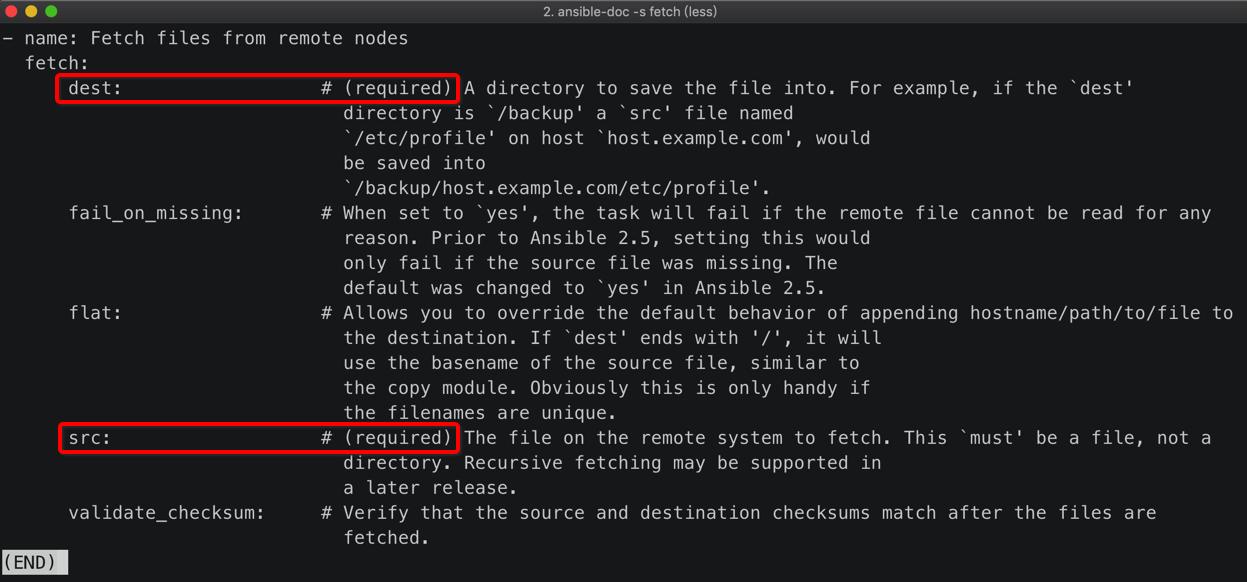 2. ansible-doc -s fetch (less)
− name: Fetch files from remote nodes
  fetch:
      dest:                  # (required) A directory to save the file into. For example, if the `dest'
                               directory is `/backup' a `src' file named
                               `/etc/profile' on host `host.example.com', would
                               be saved into
                               `/backup/host.example.com/etc/profile'.
      fail_on_missing:       # When set to `yes', the task will fail if the remote file cannot be read for any
                               reason. Prior to Ansible 2.5, setting this would
                               only fail if the source file was missing. The
                               default was changed to `yes' in Ansible 2.5.
      flat:                  # Allows you to override the default behavior of appending hostname/path/to/file to
                               the destination. If `dest' ends with '/', it will
                               use the basename of the source file, similar to
                               the copy module. Obviously this is only handy if
                               the filenames are unique.
      src:                   # (required) The file on the remote system to fetch. This `must' be a file, not a
                               directory. Recursive fetching may be supported in
                               a later release.
      validate_checksum:     # Verify that the source and destination checksums match after the files are
                               fetched.
(END)